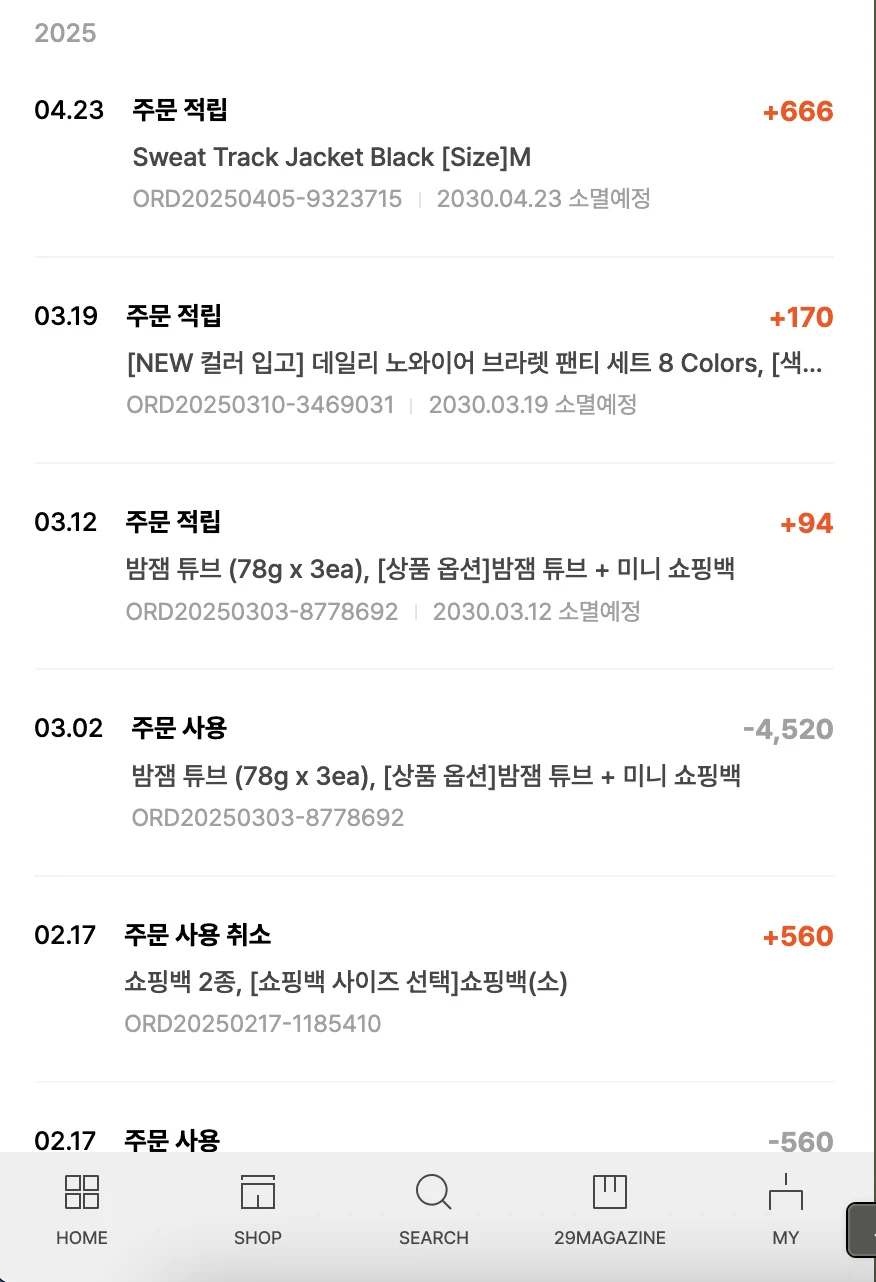 2025
04.23 주문 적립 +666
Sweat Track Jacket Black [Size]M
ORD20250405-9323715 | 2030.04.23 소멸예정
03.19 주문 적립 +170
[NEW 컬러 입고] 데일리 노와이어 브라렛 팬티 세트 8 Colors, [색...
ORD20250310-3469031 | 2030.03.19 소멸예정
03.12 주문 적립 +94
밤잼 튜브 (78g x 3ea), [상품 옵션]밤잼 튜브 + 미니 쇼핑백
ORD20250303-8778692 | 2030.03.12 소멸예정
03.02 주문 사용 -4,520
밤잼 튜브 (78g x 3ea), [상품 옵션]밤잼 튜브 + 미니 쇼핑백
ORD20250303-8778692
02.17 주문 사용 취소 +560
쇼핑백 2종, [쇼핑백 사이즈 선택]쇼핑백(소)
ORD20250217-1185410
02.17 주문 사용 -560
HOME SHOP SEARCH 29MAGAZINE MY